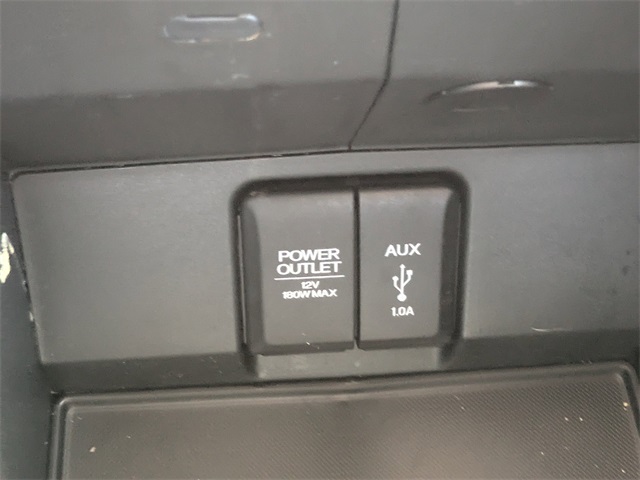 POWER
OUTLET
12V
180W MAX
AUX
1.0A